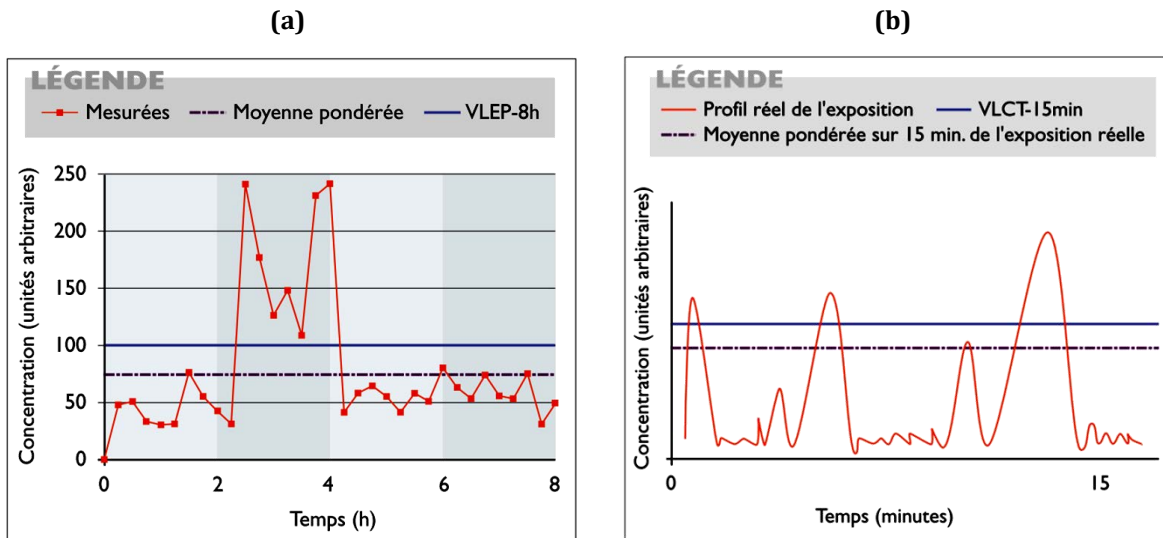 (a)
LÉGENDE
Mesurées Moyenne pondérée VLEP-8h
Concentration (unités arbitraires)
250
200
150
100
50
0
0 2 4 6 8
Temps (h)
(b)
LÉGENDE
Profil réel de l'exposition VLCT-15min
Moyenne pondérée sur 15 min. de l'exposition réelle
Concentration (unités arbitraires)
0 15
Temps (minutes)